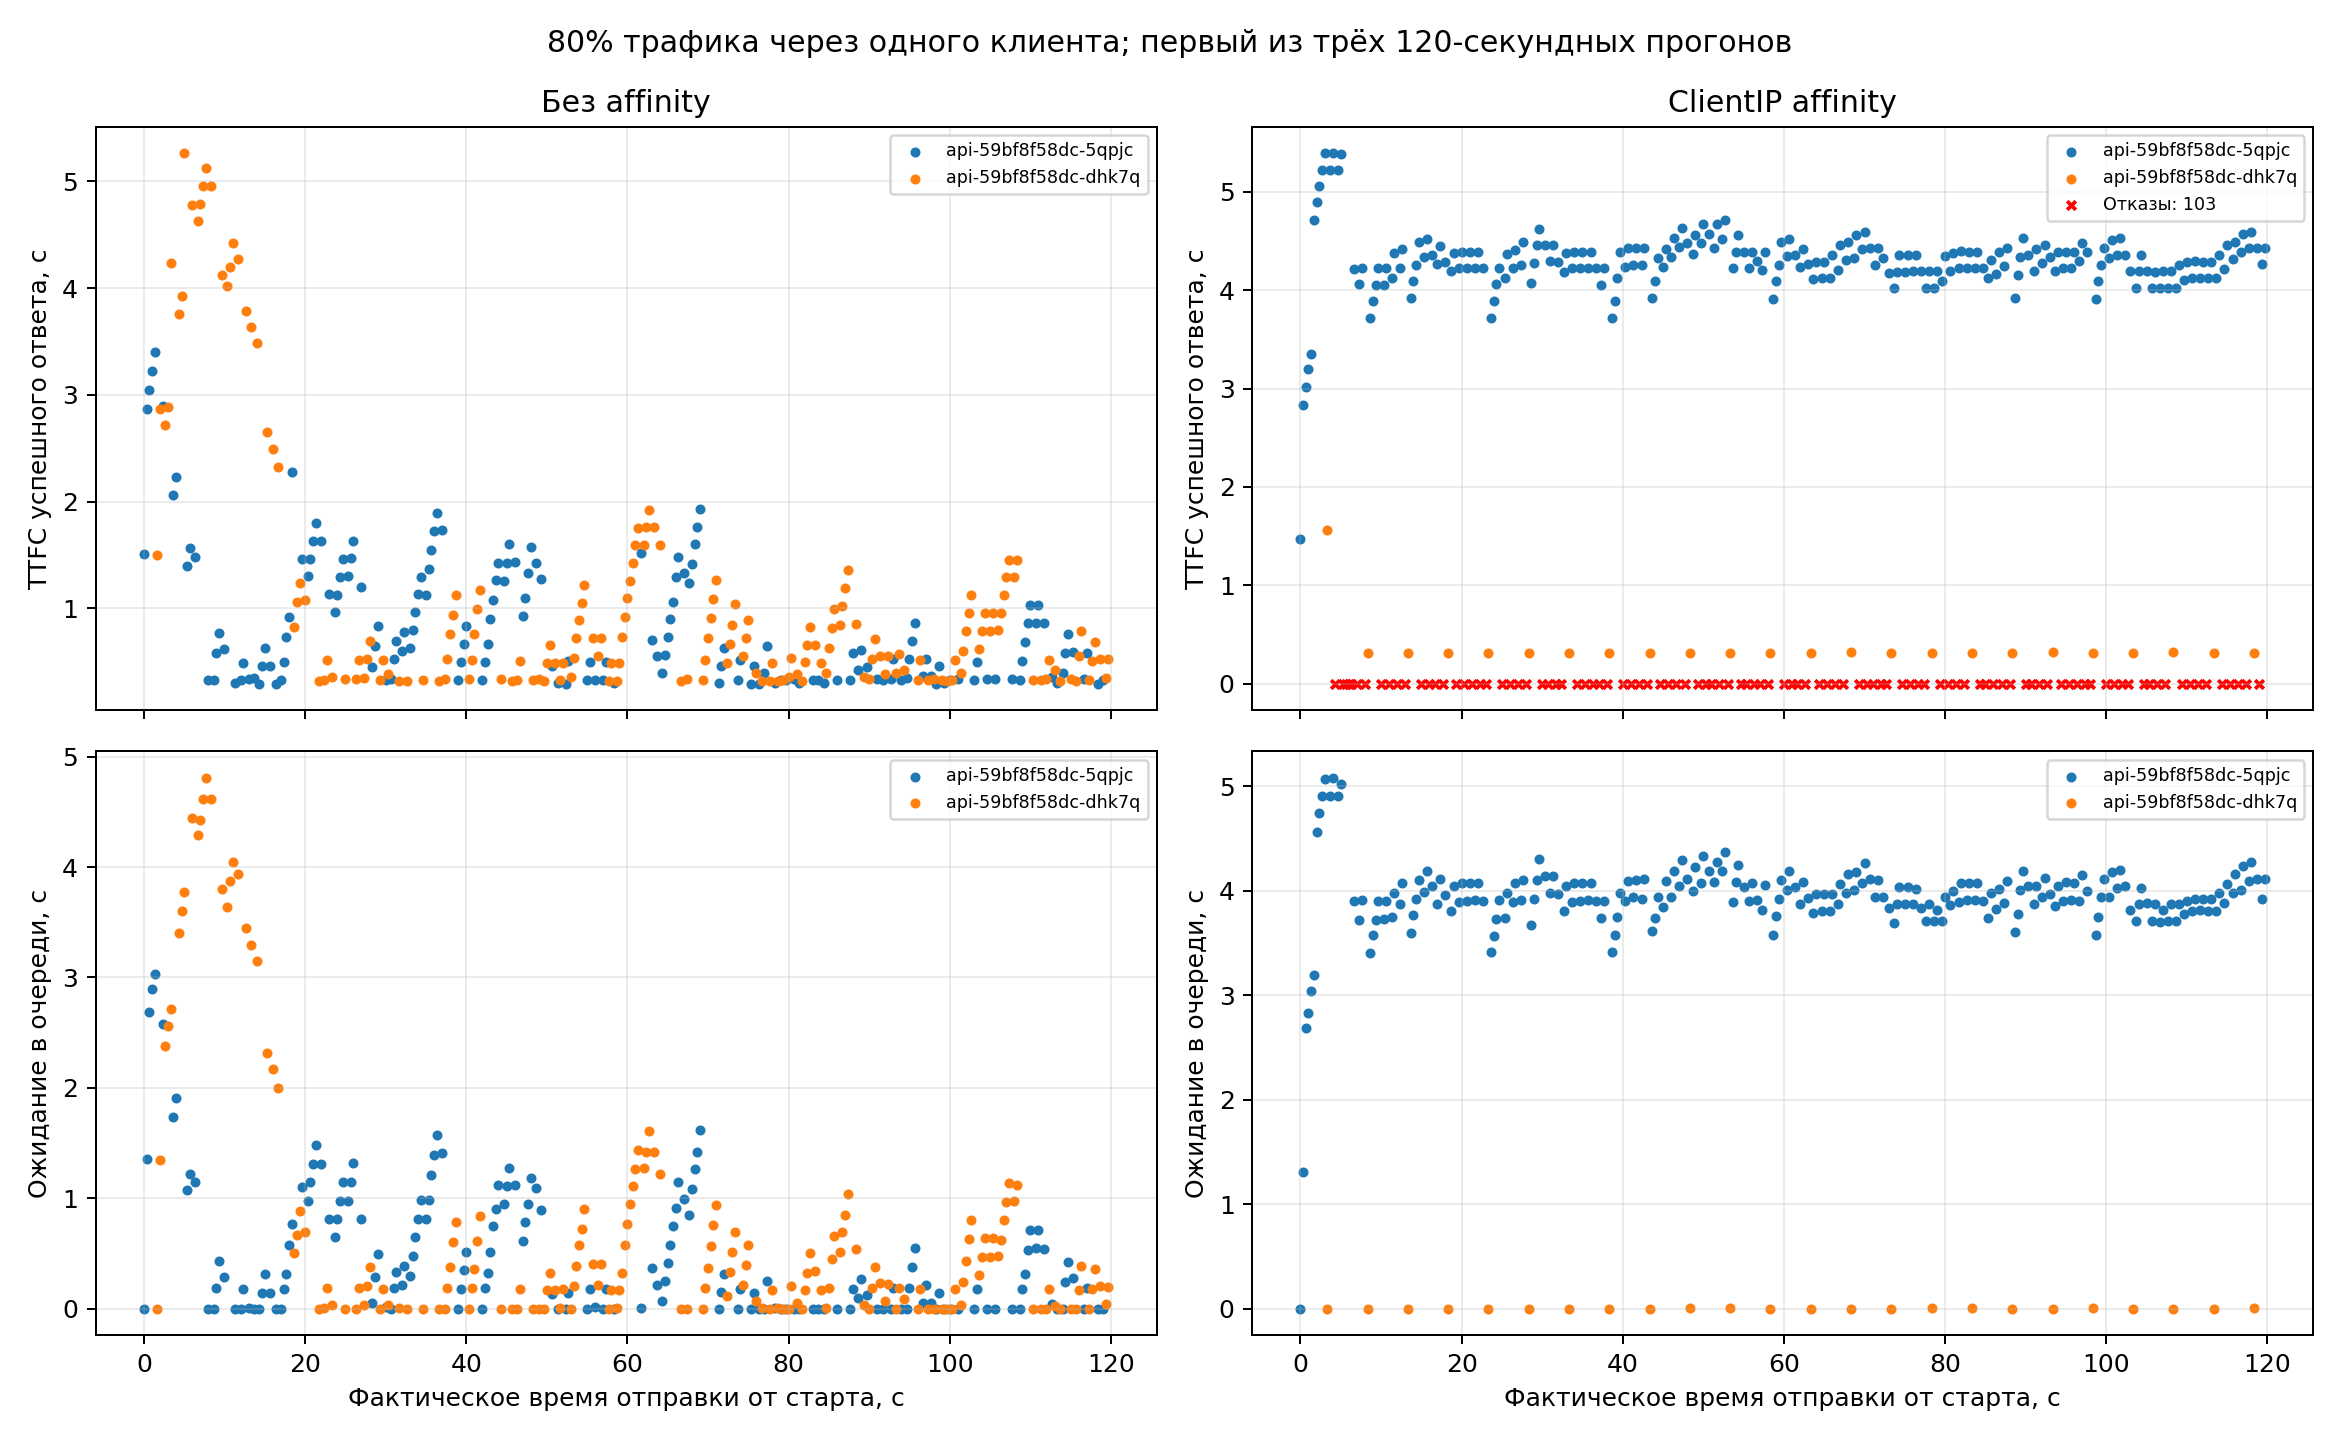 80% трафика через одного клиента; первый из трёх 120-секундных прогонов
Без affinity
TTFC успешного ответа, с
5
4
3
2
1
api-59bf8f58dc-5qpjc
api-59bf8f58dc-dhk7q
ClientIP affinity
TTFC успешного ответа, с
5
4
3
2
1
0
api-59bf8f58dc-5qpjc
api-59bf8f58dc-dhk7q
Отказы: 103
Ожидание в очереди, с
5
4
3
2
1
0
api-59bf8f58dc-5qpjc
api-59bf8f58dc-dhk7q
0 20 40 60 80 100 120
Фактическое время отправки от старта, с
Ожидание в очереди, с
5
4
3
2
1
0
api-59bf8f58dc-5qpjc
api-59bf8f58dc-dhk7q
0 20 40 60 80 100 120
Фактическое время отправки от старта, с